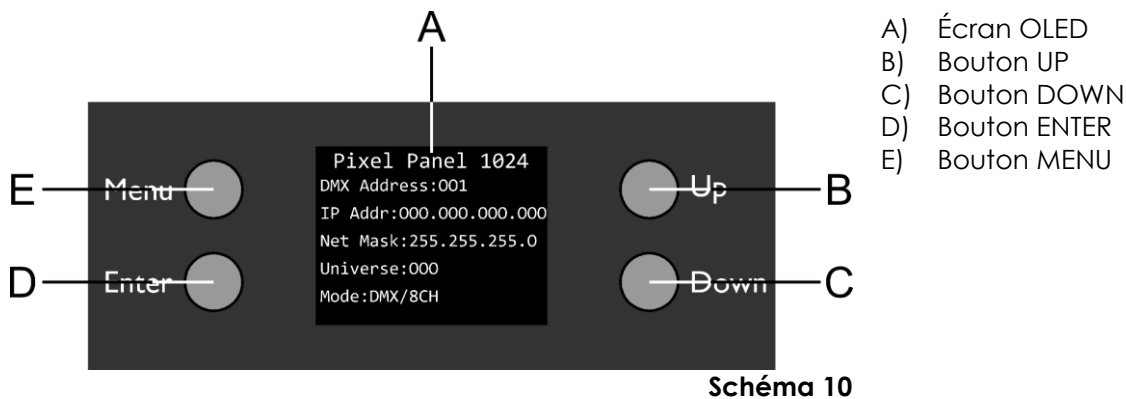 A
A) Écran OLED
B) Bouton UP
C) Bouton DOWN
D) Bouton ENTER
E) Bouton MENU
Pixel Panel 1024
DMX Address:001
IP Addr:000.000.000.000
Net Mask:255.255.255.0
Universe:000
Mode:DMX/8CH
E Menu
Up B
D Enter
Down C
Schéma 10